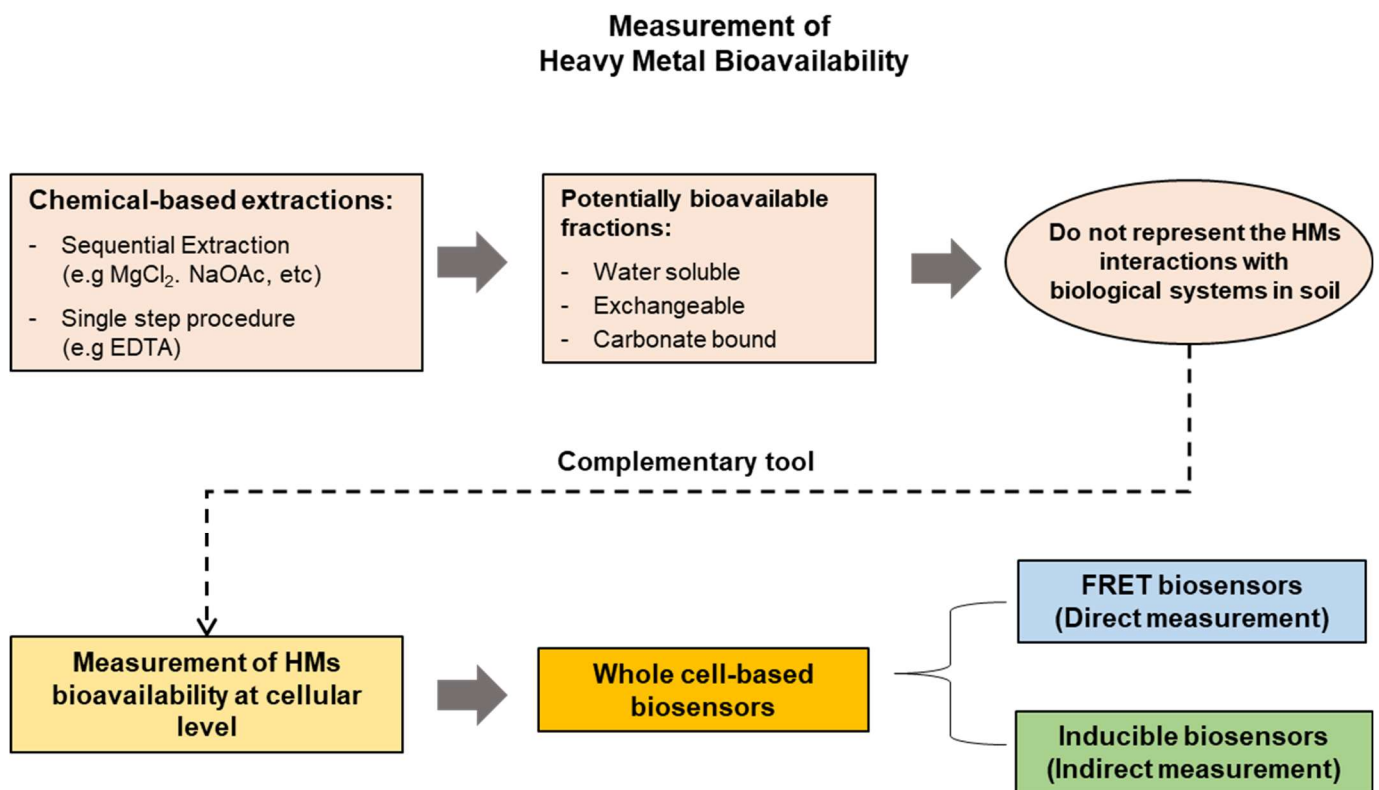 Measurement of
Heavy Metal Bioavailability
Chemical-based extractions:
- Sequential Extraction
(e.g MgCl₂. NaOAc, etc)
- Single step procedure
(e.g EDTA)
Potentially bioavailable
fractions:
- Water soluble
- Exchangeable
- Carbonate bound
Do not represent the HMs
interactions with
biological systems in soil
Complementary tool
Measurement of HMs
bioavailability at cellular
level
Whole cell-based
biosensors
FRET biosensors
(Direct measurement)
Inducible biosensors
(Indirect measurement)